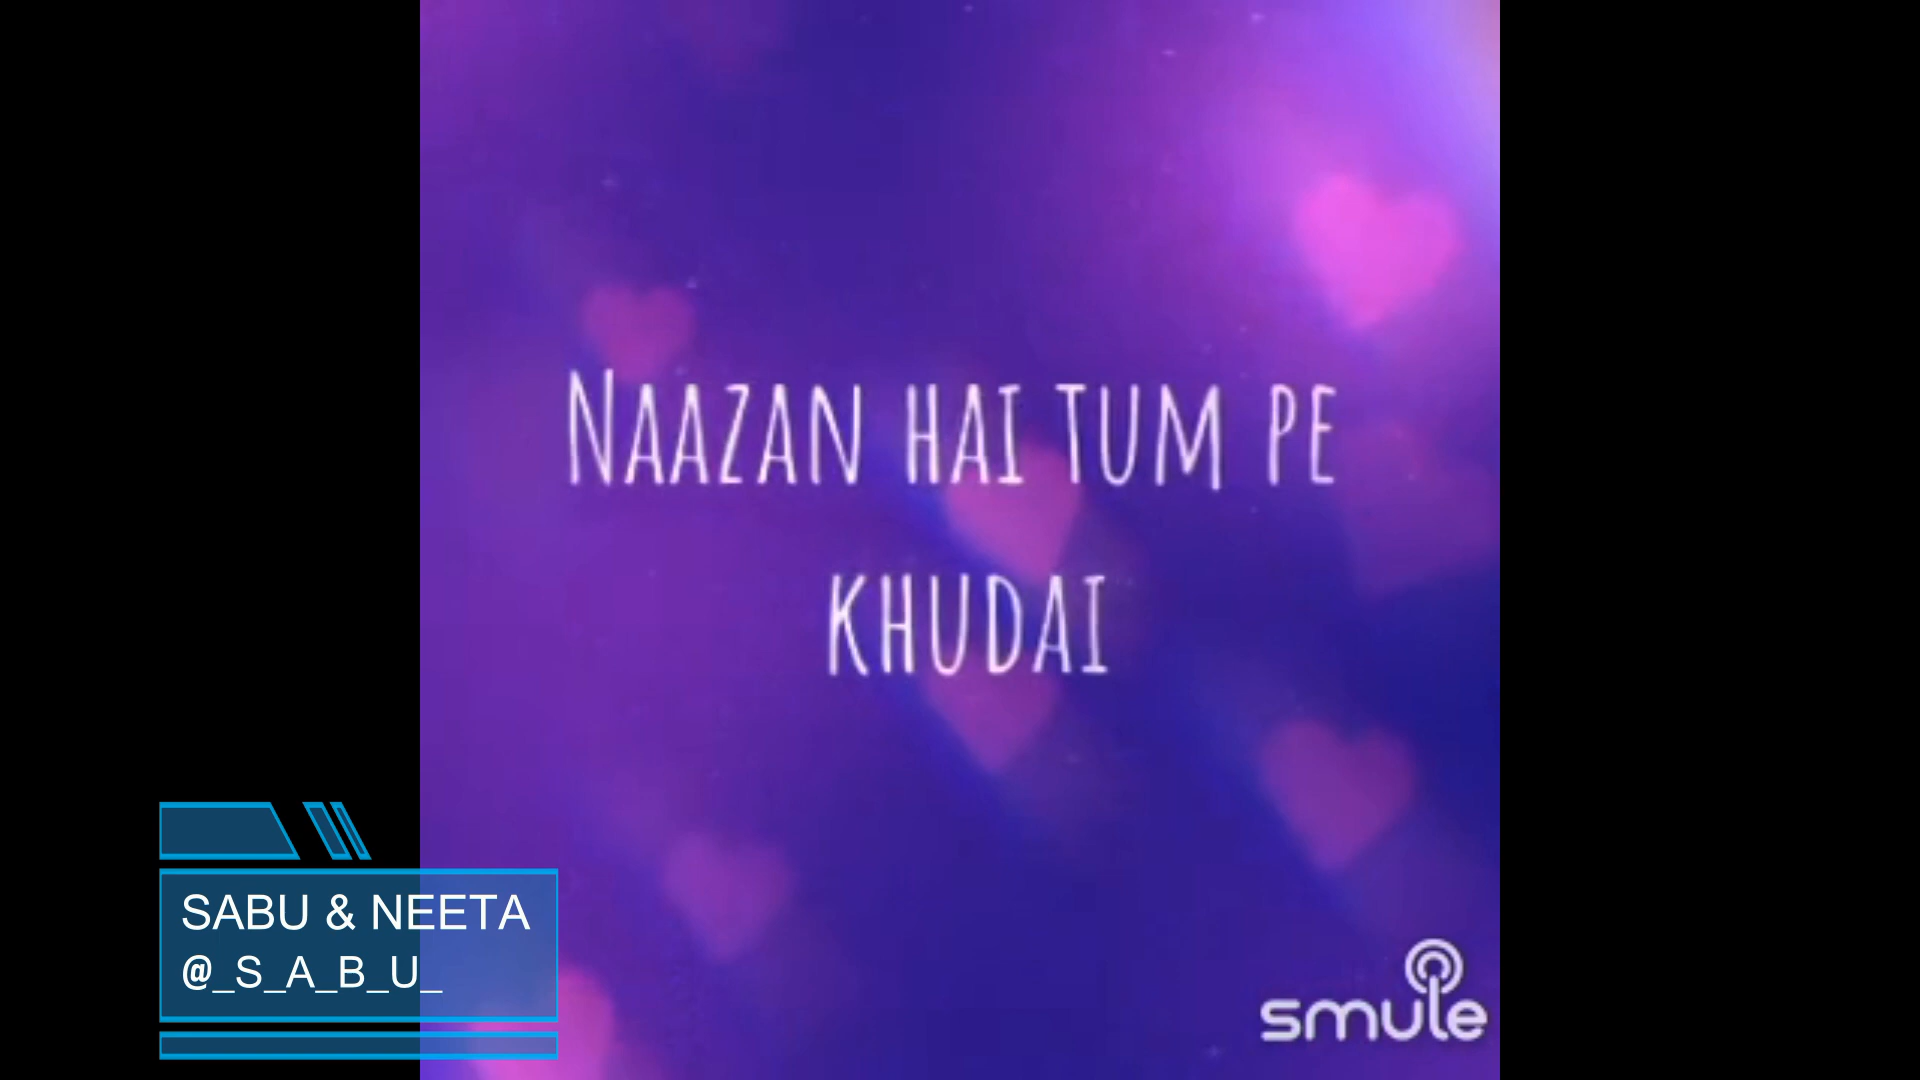 NAAZAN HAI TUM PE
KHUDAI
SABU & NEETA
@_S_A_B_U_
smule